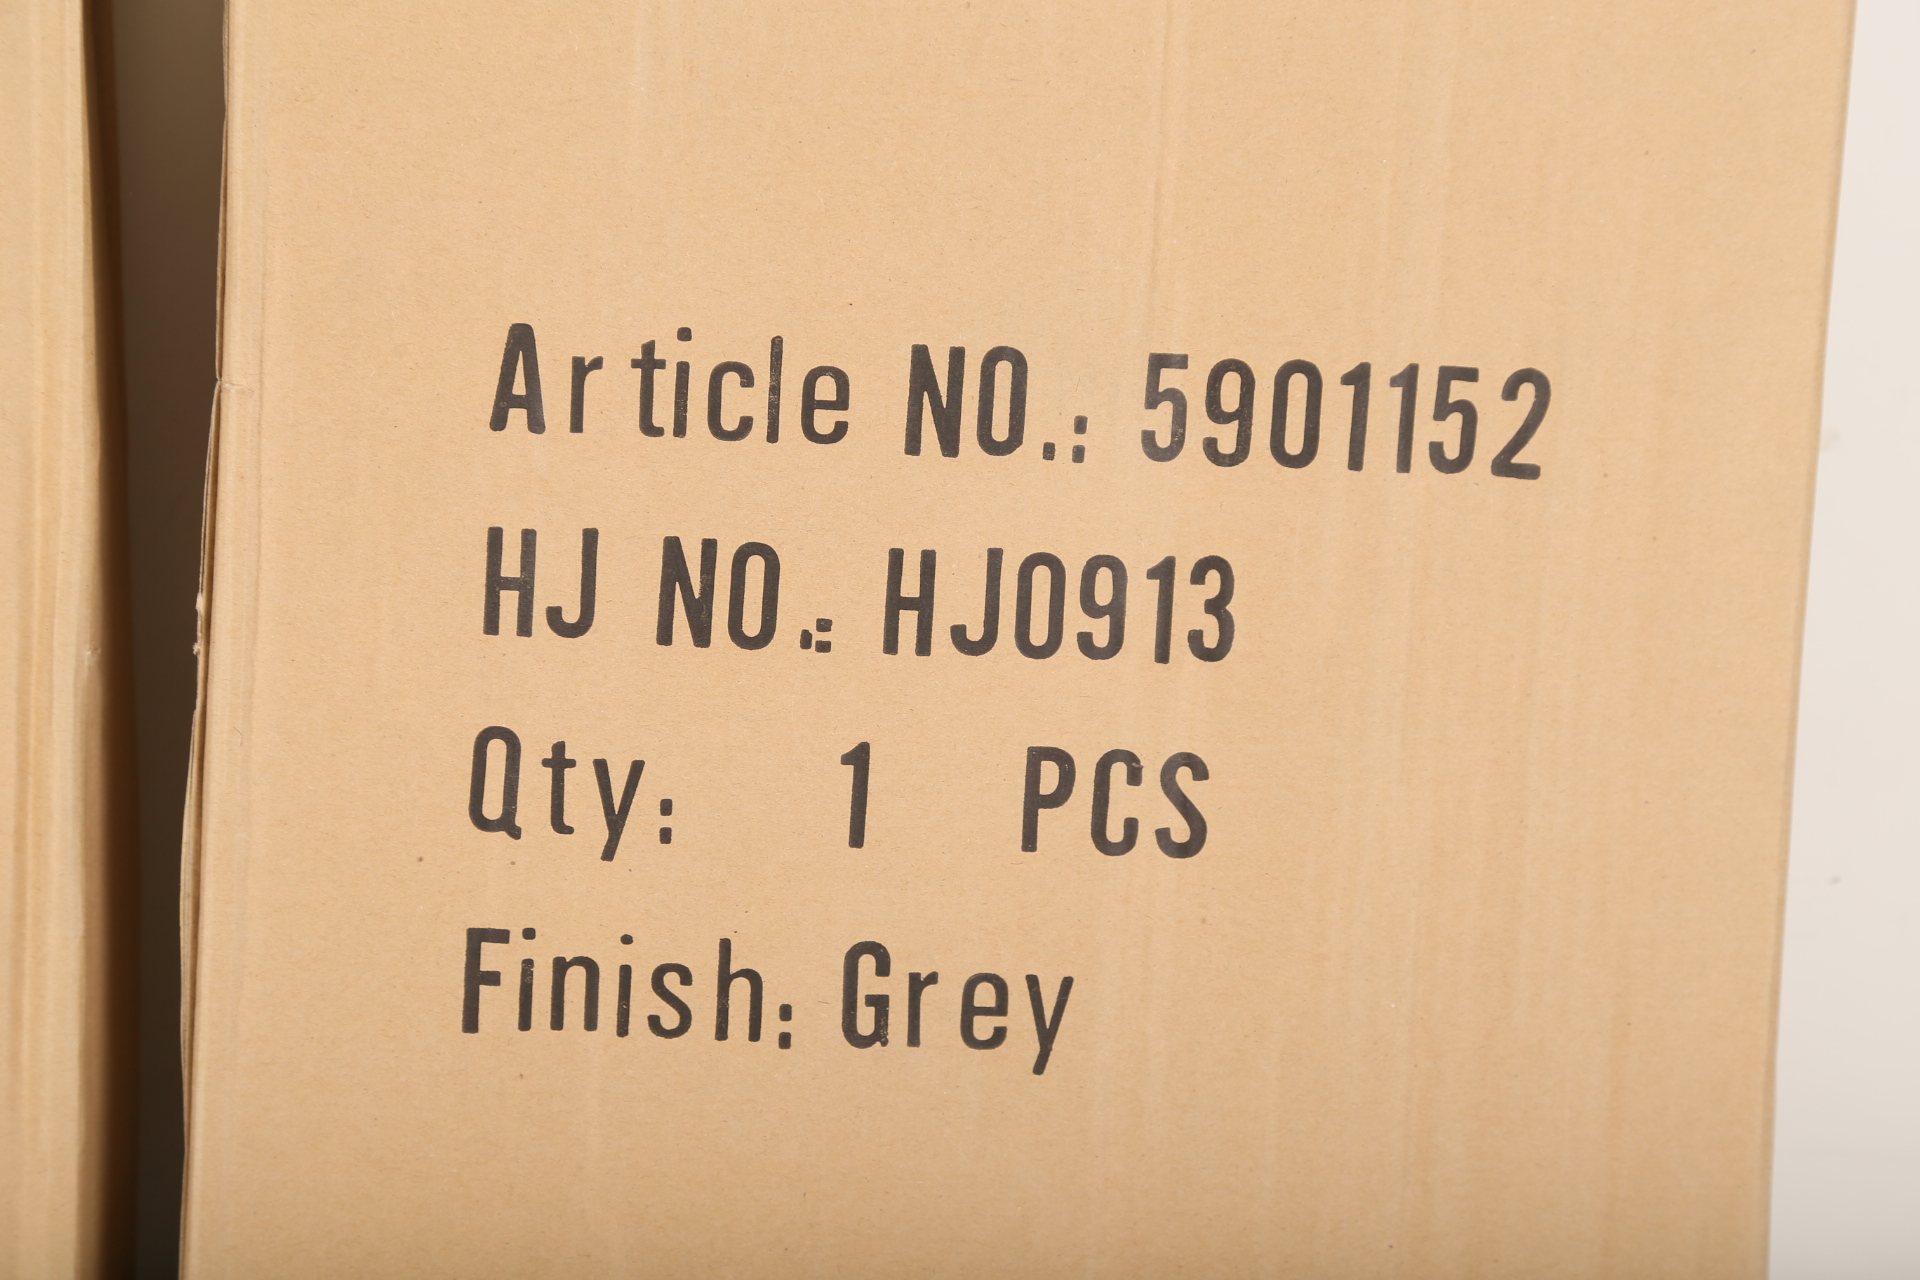 Article NO.: 5901152
HJ NO.: HJ0913
Qty: 1 PCS
Finish: Grey